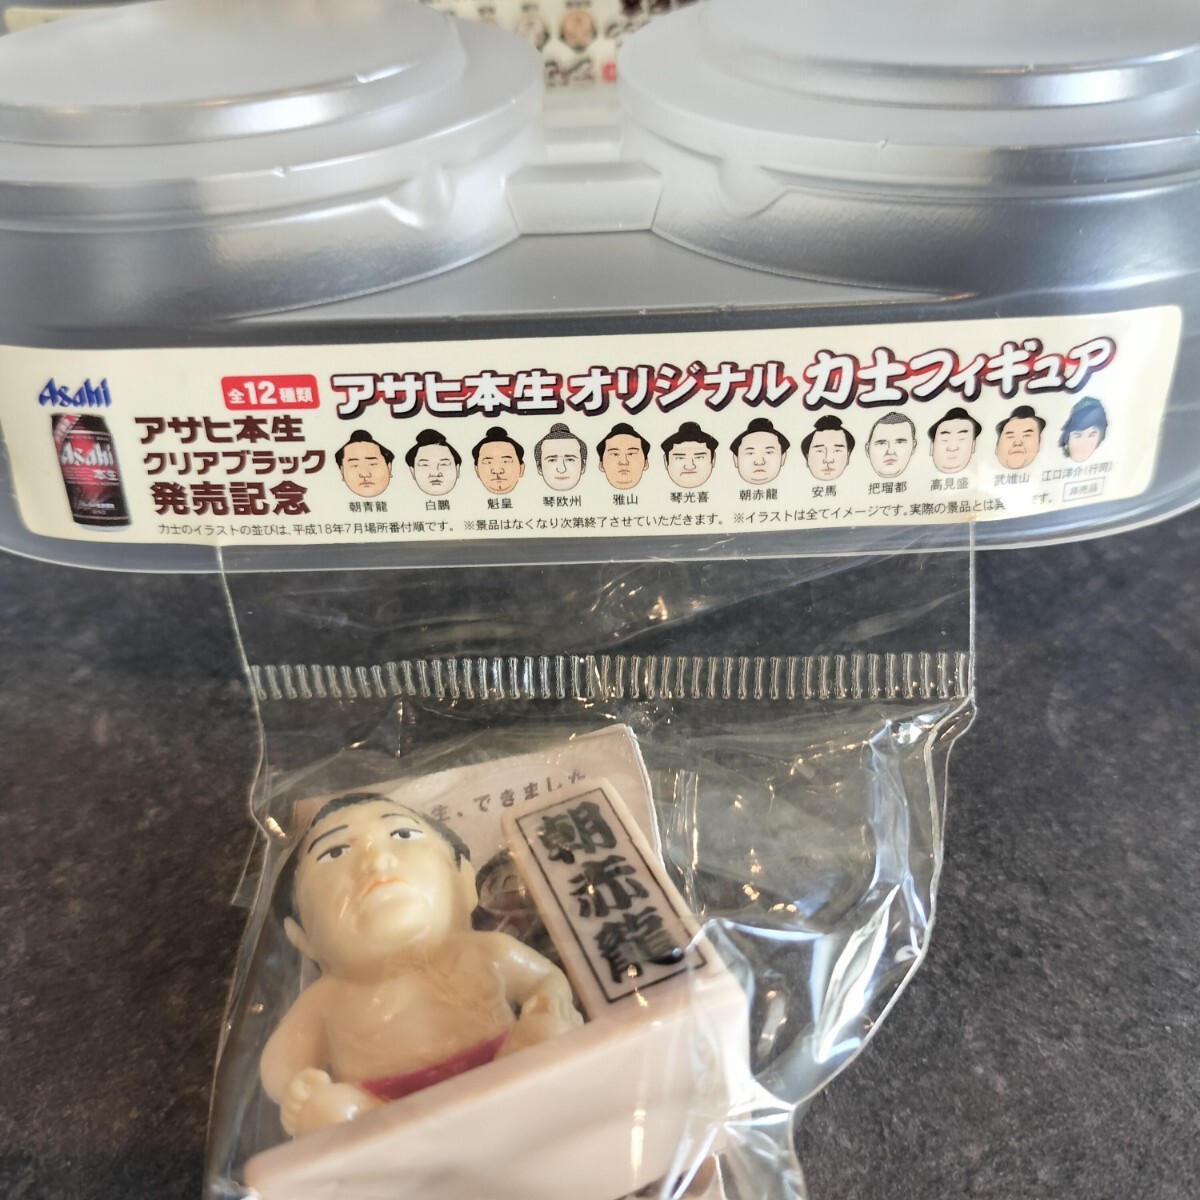 Asahi
全12種類
アサヒ本生 オリジナル 力士フィギュア
アサヒ本生
クリアブラック
発売記念
Asahi
本生
朝青龍 白鵬 魁皇 琴欧州 雅山 琴光喜 朝赤龍 安馬 把瑠都 高見盛 武雄山 江口洋介(行司)
力士のイラストの並びは、平成18年7月場所番付順です。 ※景品はなくなり次第終了させていただきます。 ※イラストは全てイメージです。実際の景品とは異 ます。 非売品
生、できました
朝赤龍